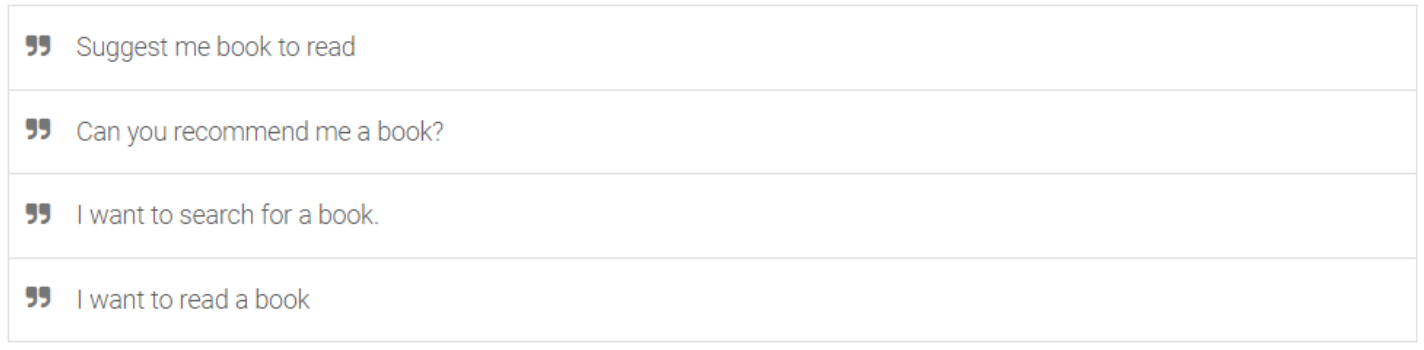 Suggest me book to read
Can you recommend me a book?
I want to search for a book.
I want to read a book